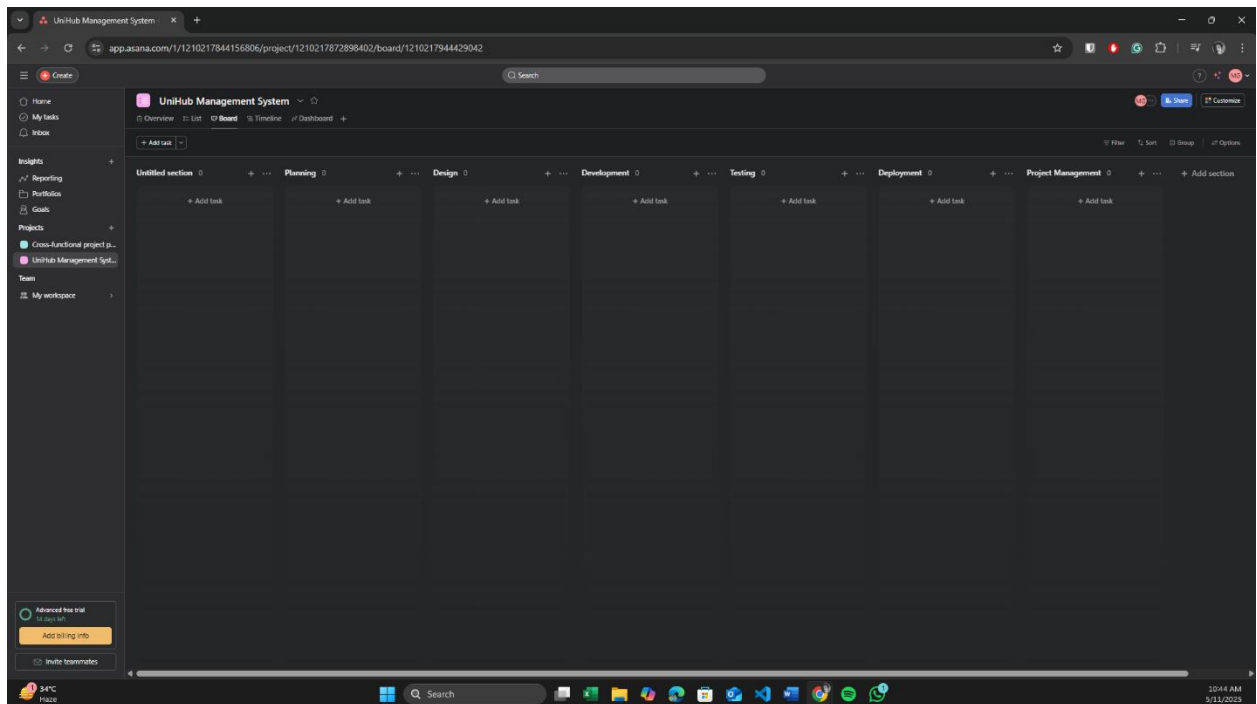 UniHub Management System -
app.asana.com/1/1210217844156806/project/1210217872898402/board/1210217944429042
Create
Search
MG
Home
My tasks
Inbox
Insights
Reporting
Portfolios
Goals
Projects
Cross-functional project p...
UniHub Management Syst...
Team
My workspace
UniHub Management System
MG
Share
Customize
Overview List Board Timeline Dashboard +
+ Add task
Filter Sort Group Options
Untitled section 0 + ... Planning 0 + ... Design 0 + ... Development 0 + ... Testing 0 + ... Deployment 0 + ... Project Management 0 + ... + Add section
+ Add task + Add task + Add task + Add task + Add task + Add task + Add task
Advanced free trial
14 days left
Add billing info
Invite teammates
1
34°C
Haze
Search
10:44 AM
5/11/2025